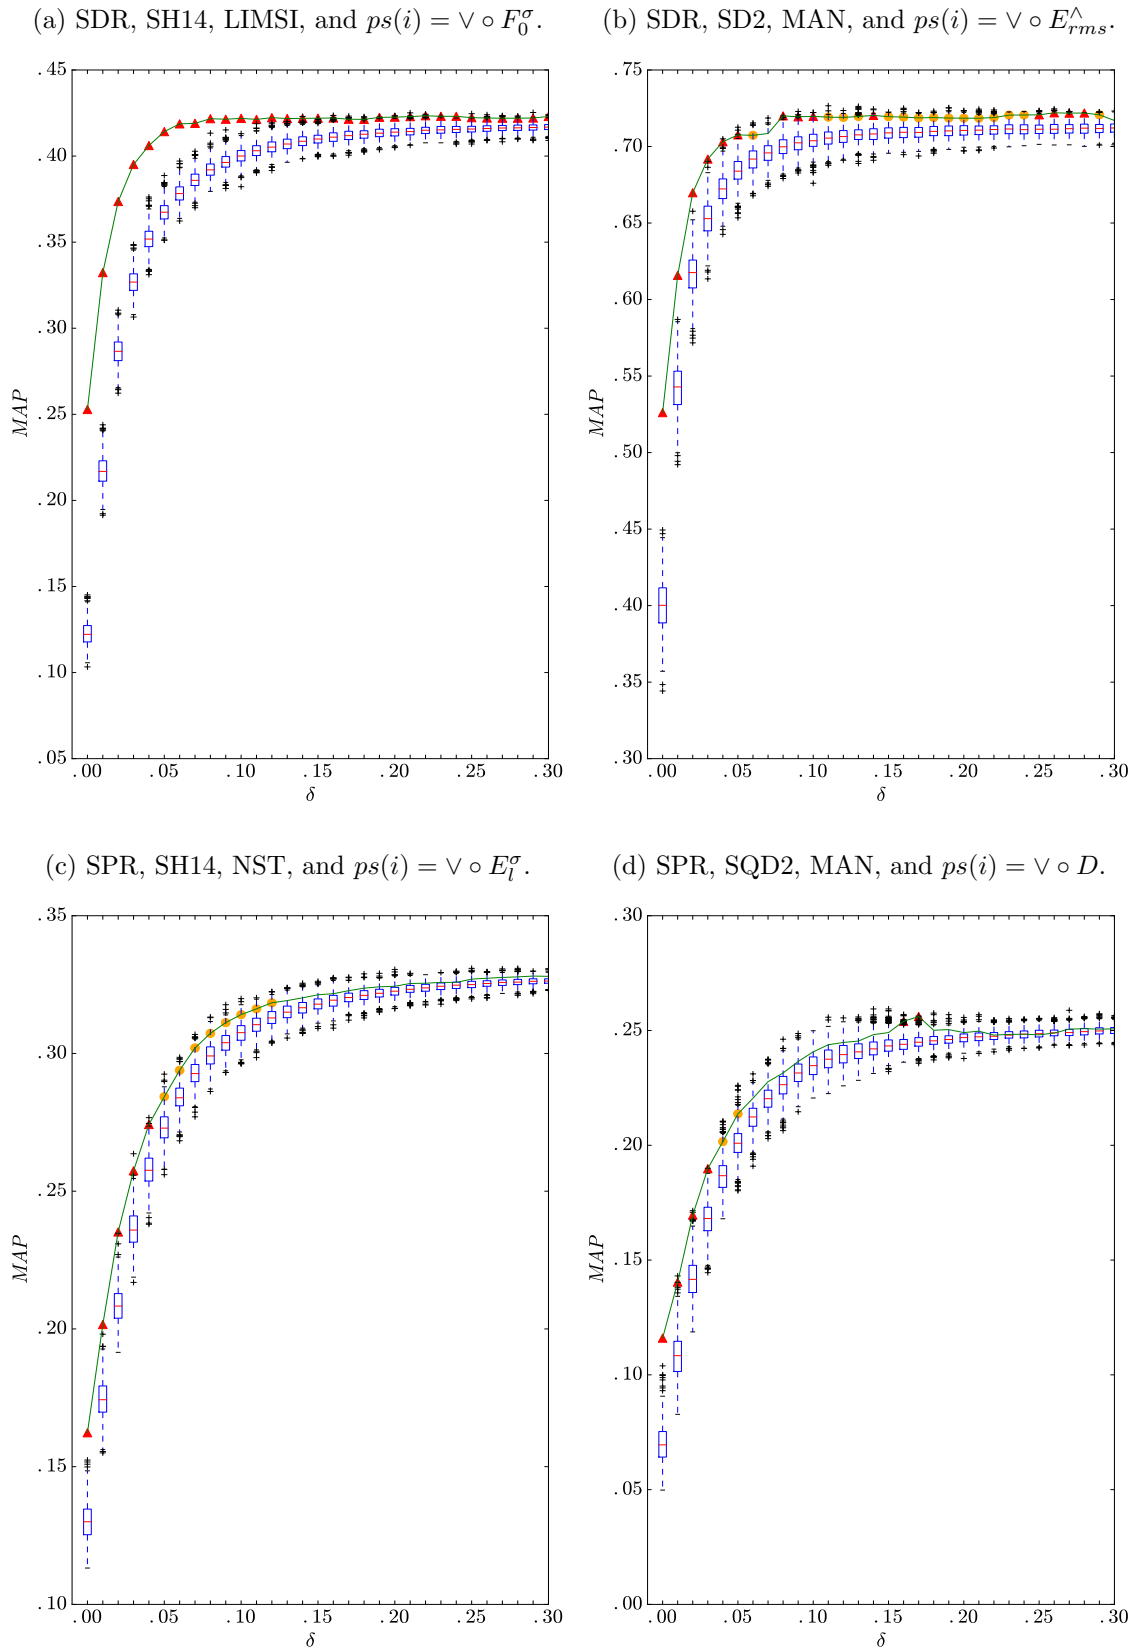 (a) SDR, SH14, LIMSI, and ps(i) = ∨ ∘ F₀^σ.
.45
.40
.35
.30
.25
.20
.15
.10
.05
MAP
.00 .05 .10 .15 .20 .25 .30
δ
(b) SDR, SD2, MAN, and ps(i) = ∨ ∘ E_{rms}^∧.
.75
.70
.65
.60
.55
.50
.45
.40
.35
.30
MAP
.00 .05 .10 .15 .20 .25 .30
δ
(c) SPR, SH14, NST, and ps(i) = ∨ ∘ E_l^σ.
.35
.30
.25
.20
.15
.10
MAP
.00 .05 .10 .15 .20 .25 .30
δ
(d) SPR, SQD2, MAN, and ps(i) = ∨ ∘ D.
.30
.25
.20
.15
.10
.05
.00
MAP
.00 .05 .10 .15 .20 .25 .30
δ